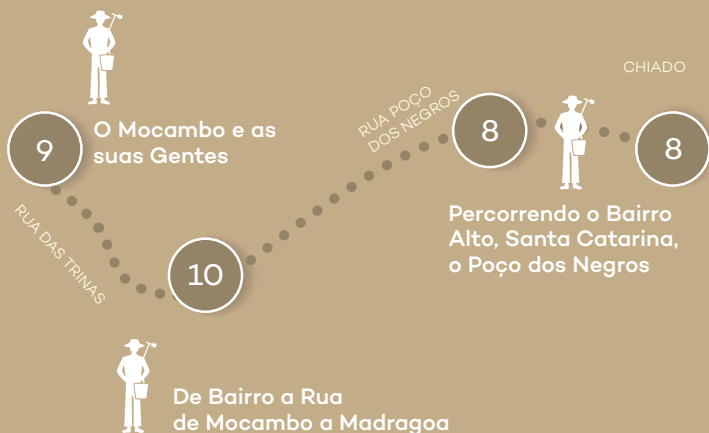 CHIADO
RUA POÇO
DOS NEGROS
8
8
9
O Mocambo e as
suas Gentes
Percorrendo o Bairro
Alto, Santa Catarina,
o Poço dos Negros
RUA DAS TRINAS
10
De Bairro a Rua
de Mocambo a Madragoa